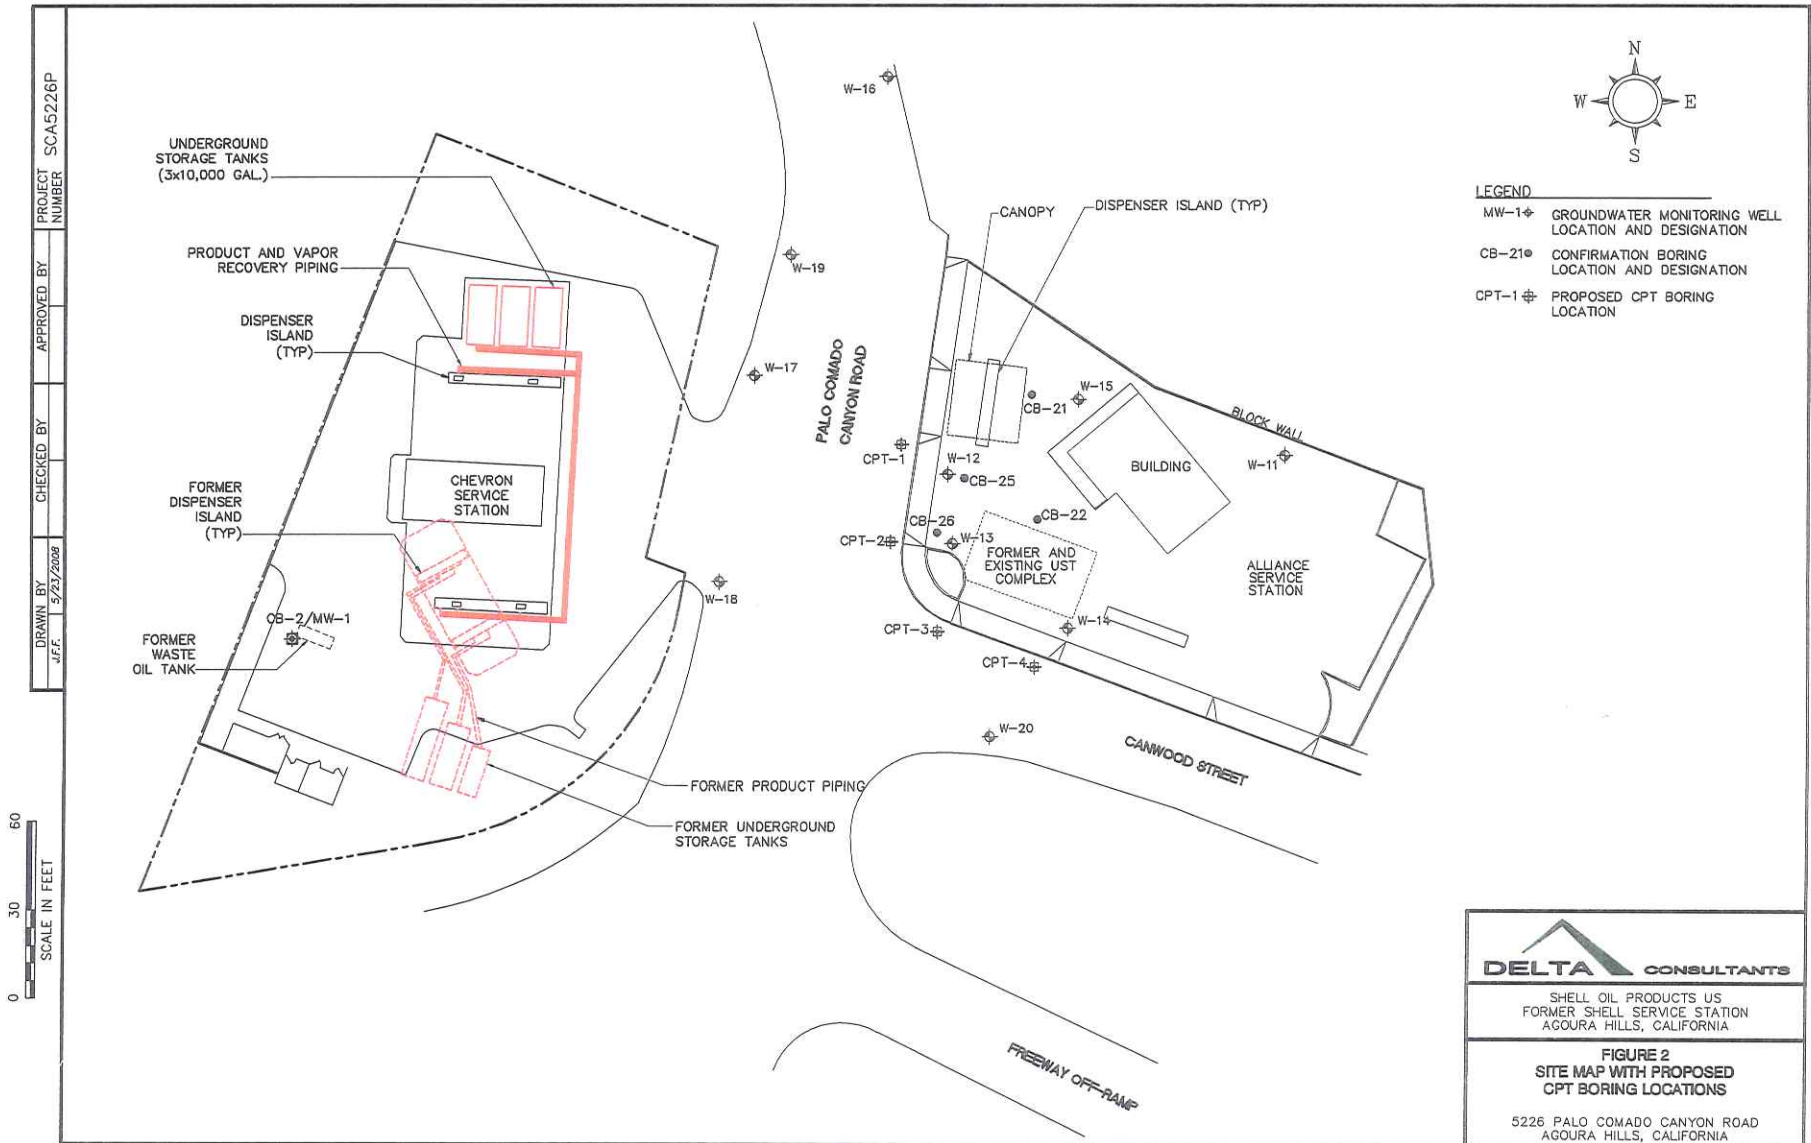 PROJECT
NUMBER
SCA5226P
APPROVED BY
CHECKED BY
DRAWN BY
J.F.F.
5/23/2008
0 30 60
SCALE IN FEET
UNDERGROUND
STORAGE TANKS
(3x10,000 GAL.)
PRODUCT AND VAPOR
RECOVERY PIPING
DISPENSER
ISLAND
(TYP)
FORMER
DISPENSER
ISLAND
(TYP)
CHEVRON
SERVICE
STATION
CB-2/MW-1
FORMER
WASTE
OIL TANK
FORMER PRODUCT PIPING
FORMER UNDERGROUND
STORAGE TANKS
W-16
W-19
W-17
W-18
PALO COMADO
CANYON ROAD
CANOPY
DISPENSER ISLAND (TYP)
CB-21
W-15
BLOCK WALL
CPT-1
W-12
CB-25
BUILDING
W-11
CB-26
CB-22
CPT-2
W-13
FORMER AND
EXISTING UST
COMPLEX
ALLIANCE
SERVICE
STATION
CPT-3
W-14
CPT-4
W-20
CANWOOD STREET
FREEWAY OFF-RAMP
N
W E
S
LEGEND
MW-1 GROUNDWATER MONITORING WELL
LOCATION AND DESIGNATION
CB-21 CONFIRMATION BORING
LOCATION AND DESIGNATION
CPT-1 PROPOSED CPT BORING
LOCATION
DELTA CONSULTANTS
SHELL OIL PRODUCTS US
FORMER SHELL SERVICE STATION
AGOURA HILLS, CALIFORNIA
FIGURE 2
SITE MAP WITH PROPOSED
CPT BORING LOCATIONS
5226 PALO COMADO CANYON ROAD
AGOURA HILLS, CALIFORNIA